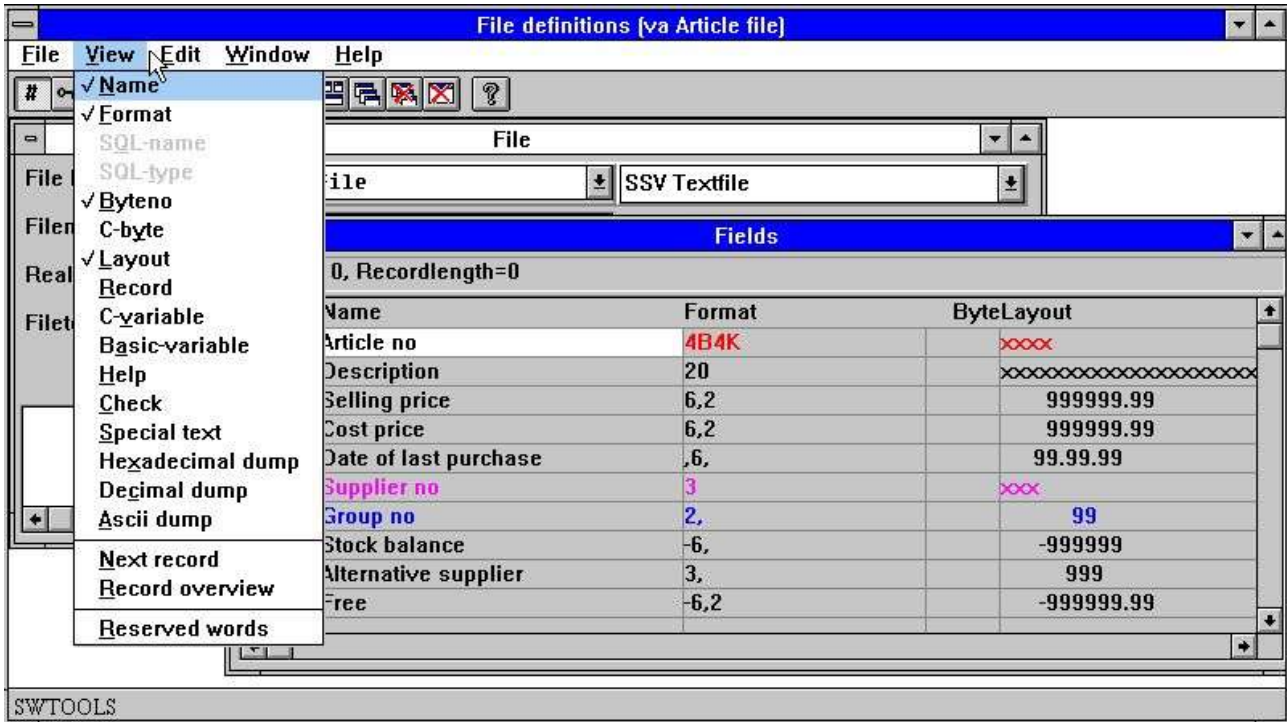 File definitions (va Article file)
File View Edit Window Help
#
?
√ Name
√ Format
SQL-name
SQL-type
√ Byteno
C-byte
√ Layout
Record
C-variable
Basic-variable
Help
Check
Special text
Hexadecimal dump
Decimal dump
Ascii dump
Next record
Record overview
Reserved words
File
File
SSV Textfile
Real
Fields
0, Recordlength=0
Name Format ByteLayout
Article no 4B4K xxxx
Description 20 xxxxxxxxxxxxxxxxxxxx
Selling price 6,2 999999.99
Cost price 6,2 999999.99
Date of last purchase ,6, 99.99.99
Supplier no 3 xxx
Group no 2, 99
Stock balance -6, -999999
Alternative supplier 3, 999
Free -6,2 -999999.99
SWTOOLS